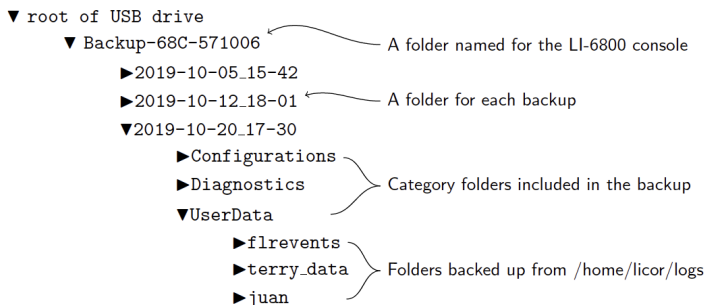 ▼ root of USB drive
▼ Backup-68C-571006
A folder named for the LI-6800 console
▶2019-10-05_15-42
▶2019-10-12_18-01
A folder for each backup
▼2019-10-20_17-30
▶Configurations
▶Diagnostics
Category folders included in the backup
▼UserData
▶flrevents
▶terry_data
Folders backed up from /home/licor/logs
▶juan